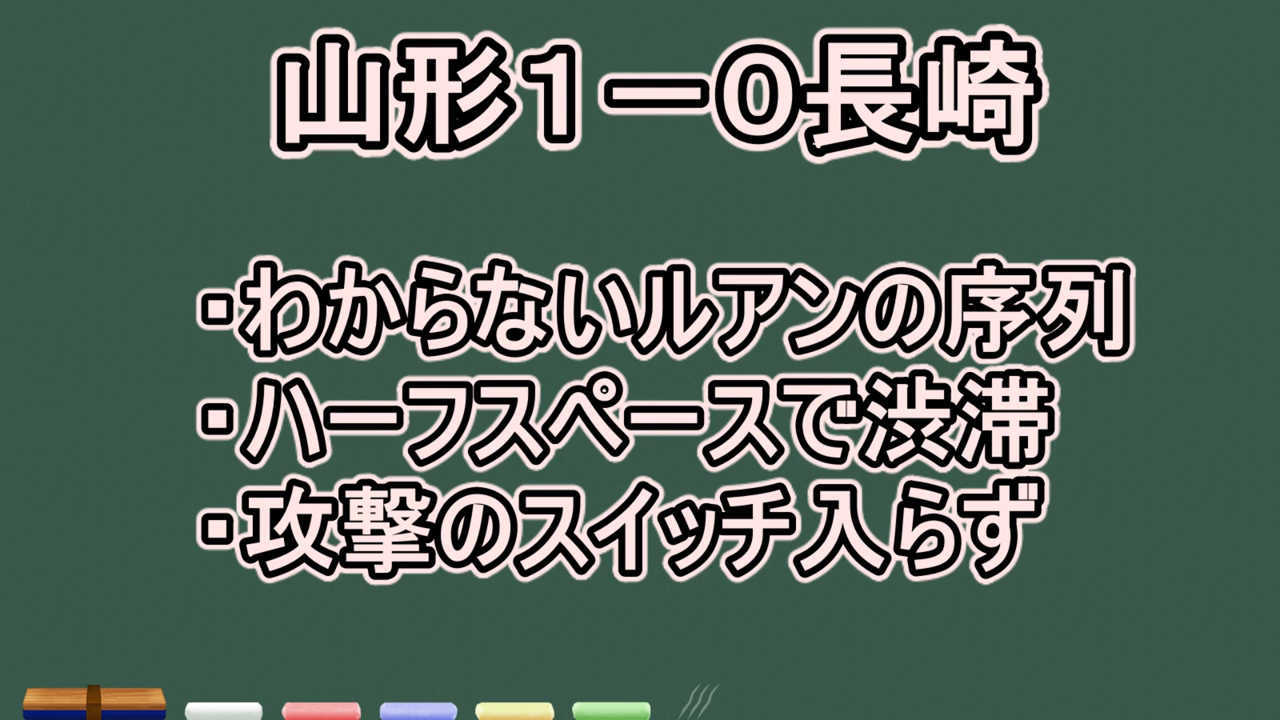 山形1ー0長崎
・わからないルアンの序列
・ハーフスペースで渋滞
・攻撃のスイッチ入らず